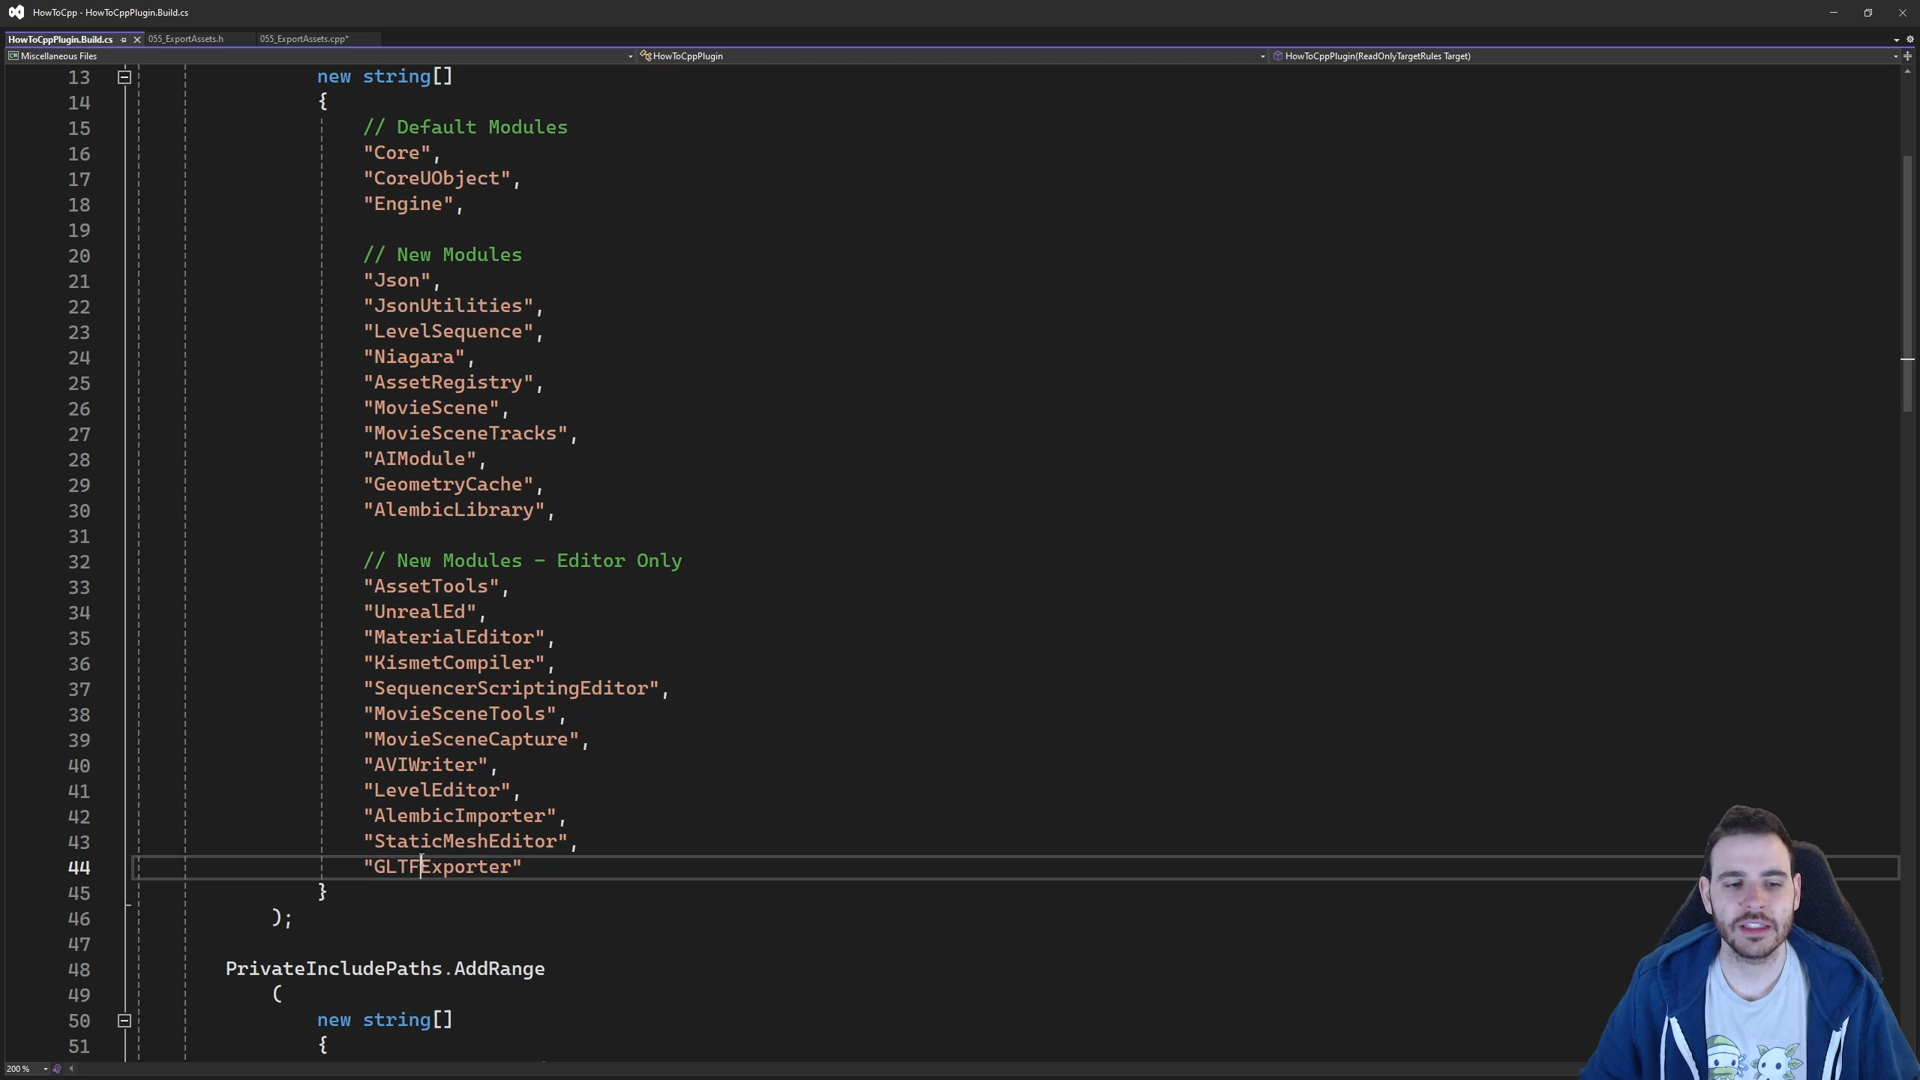 HowToCpp - HowToCppPlugin.Build.cs
HowToCppPlugin.Build.cs 055_ExportAssets.h 055_ExportAssets.cpp*
Miscellaneous Files HowToCppPlugin HowToCppPlugin(ReadOnlyTargetRules Target)
13 new string[]
14 {
15 // Default Modules
16 "Core",
17 "CoreUObject",
18 "Engine",
19
20 // New Modules
21 "Json",
22 "JsonUtilities",
23 "LevelSequence",
24 "Niagara",
25 "AssetRegistry",
26 "MovieScene",
27 "MovieSceneTracks",
28 "AIModule",
29 "GeometryCache",
30 "AlembicLibrary",
31
32 // New Modules - Editor Only
33 "AssetTools",
34 "UnrealEd",
35 "MaterialEditor",
36 "KismetCompiler",
37 "SequencerScriptingEditor",
38 "MovieSceneTools",
39 "MovieSceneCapture",
40 "AVIWriter",
41 "LevelEditor",
42 "AlembicImporter",
43 "StaticMeshEditor",
44 "GLTFExporter"
45 }
46 );
47
48 PrivateIncludePaths.AddRange
49 (
50 new string[]
51 {
200 %